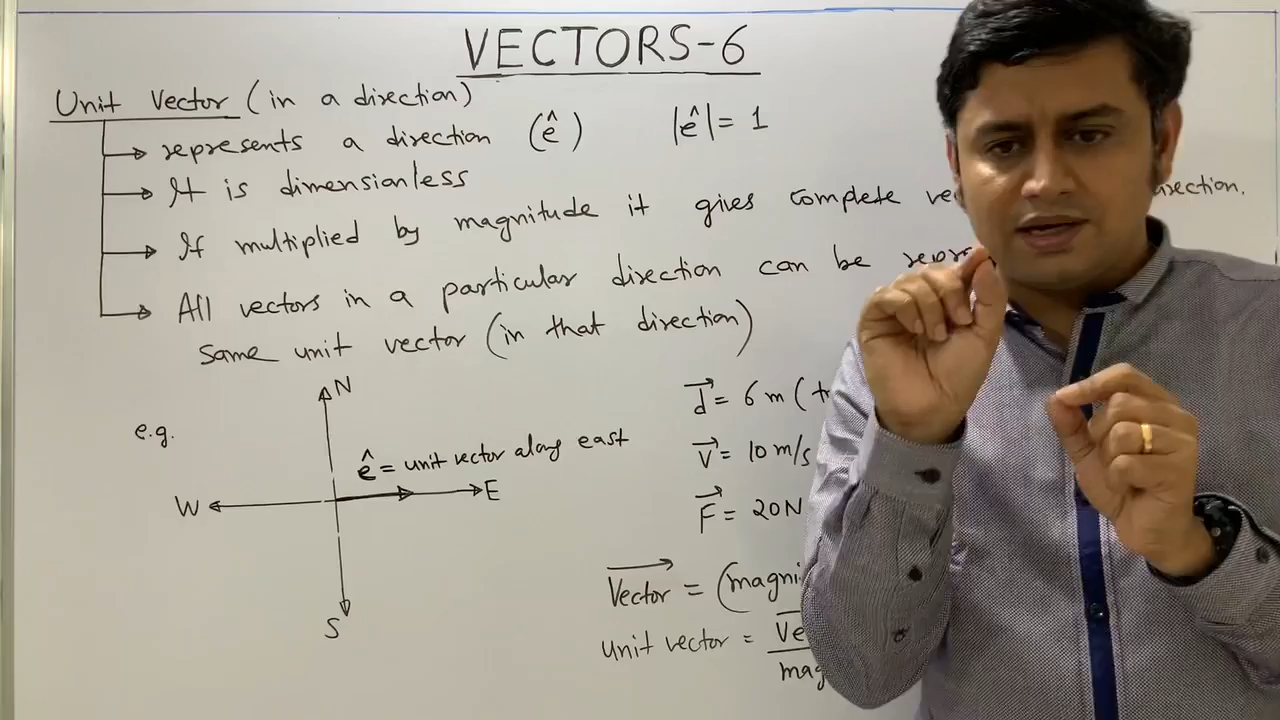 VECTORS-6
Unit Vector (in a direction)
represents a direction (ê) |ê| = 1
It is dimensionless
If multiplied by magnitude it gives complete
All vectors in a particular direction can be
same unit vector (in that direction)
e.g.
N
ê = unit vector along east
W E
S
d⃗ = 6 m (
v⃗ = 10 m/s
F⃗ = 20N
Vector = (
unit vector =